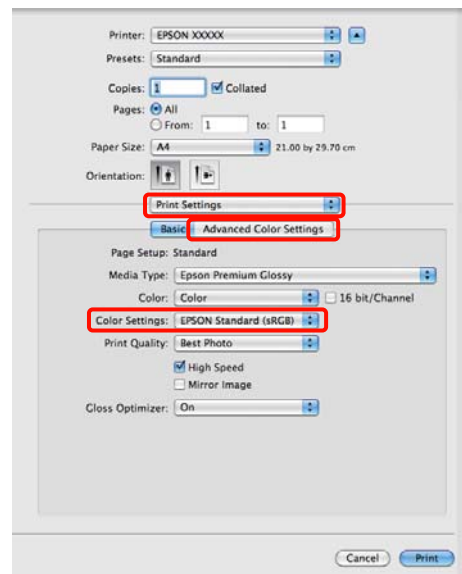 Printer: EPSON XXXXX
Presets: Standard
Copies: 1 Collated
Pages: All
From: 1 to: 1
Paper Size: A4 21.00 by 29.70 cm
Orientation:
Print Settings
Basic Advanced Color Settings
Page Setup: Standard
Media Type: Epson Premium Glossy
Color: Color 16 bit/Channel
Color Settings: EPSON Standard (sRGB)
Print Quality: Best Photo
High Speed
Mirror Image
Gloss Optimizer: On
Cancel Print